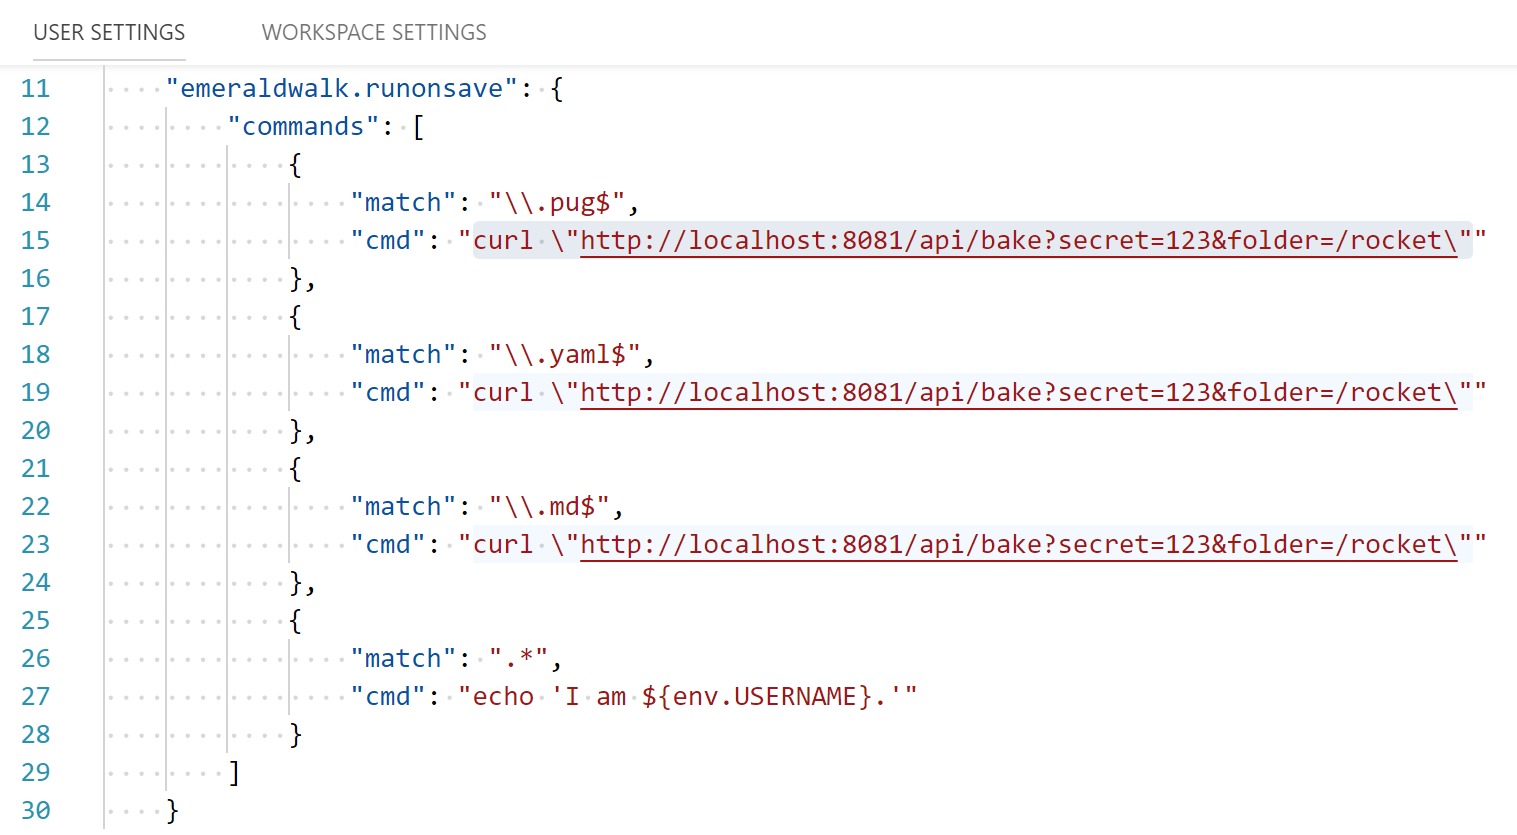 USER SETTINGS WORKSPACE SETTINGS
11 "emeraldwalk.runonsave": {
12 "commands": [
13 {
14 "match": "\\.pug$",
15 "cmd": "curl \"http://localhost:8081/api/bake?secret=123&folder=/rocket\""
16 },
17 {
18 "match": "\\.yaml$",
19 "cmd": "curl \"http://localhost:8081/api/bake?secret=123&folder=/rocket\""
20 },
21 {
22 "match": "\\.md$",
23 "cmd": "curl \"http://localhost:8081/api/bake?secret=123&folder=/rocket\""
24 },
25 {
26 "match": ".*",
27 "cmd": "echo 'I am ${env.USERNAME}.'"
28 }
29 ]
30 }